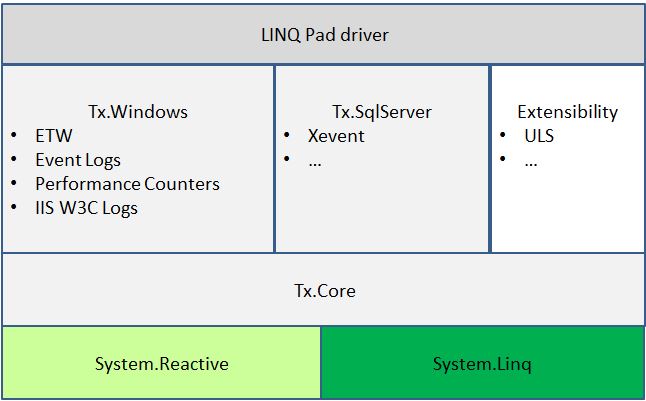 LINQ Pad driver
Tx.Windows
• ETW
• Event Logs
• Performance Counters
• IIS W3C Logs
Tx.SqlServer
• Xevent
• ...
Extensibility
• ULS
• ...
Tx.Core
System.Reactive
System.Linq